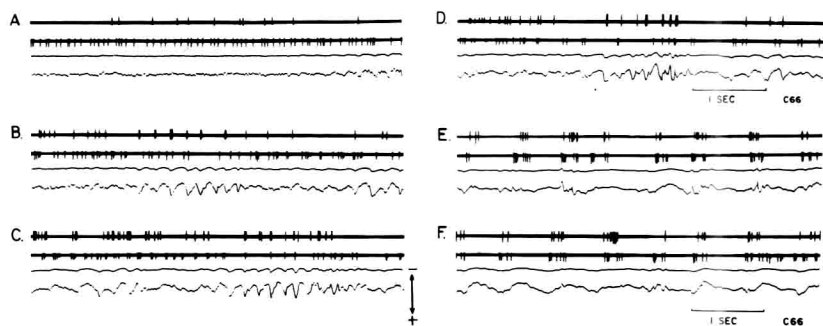 A.
B.
C.
−
+
D.
1 SEC C66
E.
F.
1 SEC C66